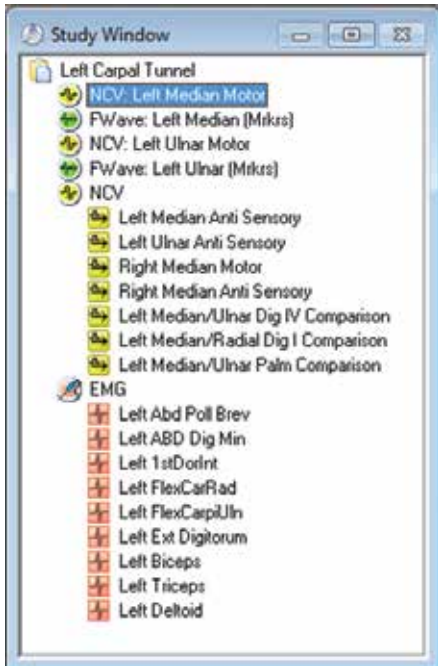 Study Window
Left Carpal Tunnel
NCV: Left Median Motor
FWave: Left Median (Mrkrs)
NCV: Left Ulnar Motor
FWave: Left Ulnar (Mrkrs)
NCV
Left Median Anti Sensory
Left Ulnar Anti Sensory
Right Median Motor
Right Median Anti Sensory
Left Median/Ulnar Dig IV Comparison
Left Median/Radial Dig I Comparison
Left Median/Ulnar Palm Comparison
EMG
Left Abd Poll Brev
Left ABD Dig Min
Left 1stDorInt
Left FlexCarRad
Left FlexCarpiUln
Left Ext Digitorum
Left Biceps
Left Triceps
Left Deltoid